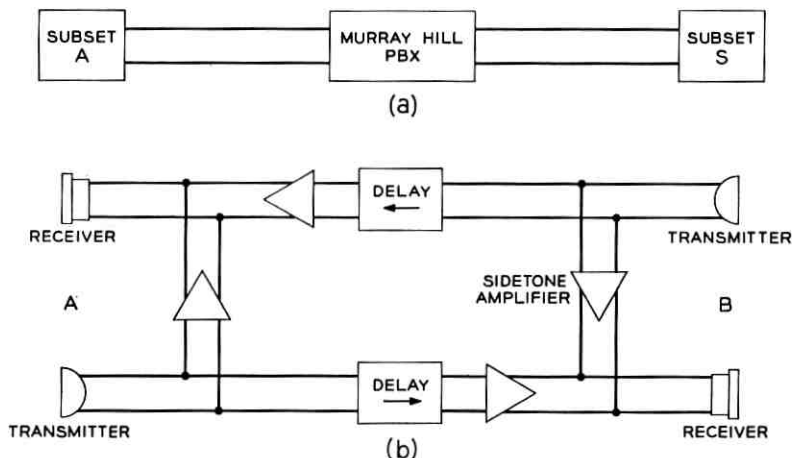 SUBSET
A
MURRAY HILL
PBX
SUBSET
S
(a)
DELAY
RECEIVER
TRANSMITTER
SIDETONE
AMPLIFIER
A
B
DELAY
TRANSMITTER
RECEIVER
(b)